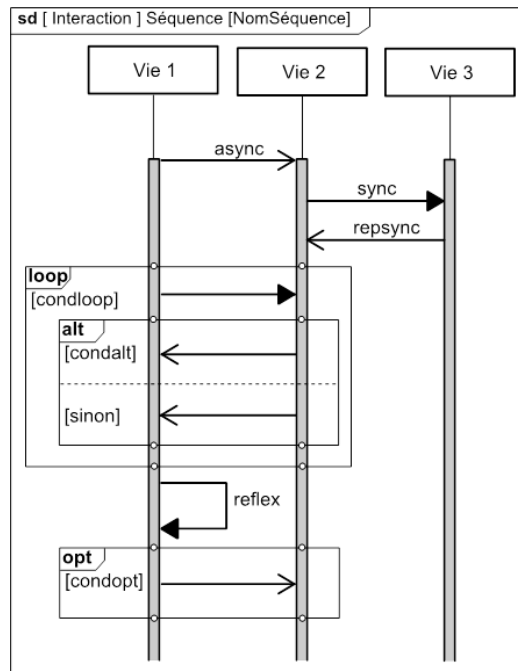 sd [ Interaction ] Séquence [NomSéquence]
Vie 1
Vie 2
Vie 3
async
sync
repsync
loop
[condloop]
alt
[condalt]
[sinon]
reflex
opt
[condopt]